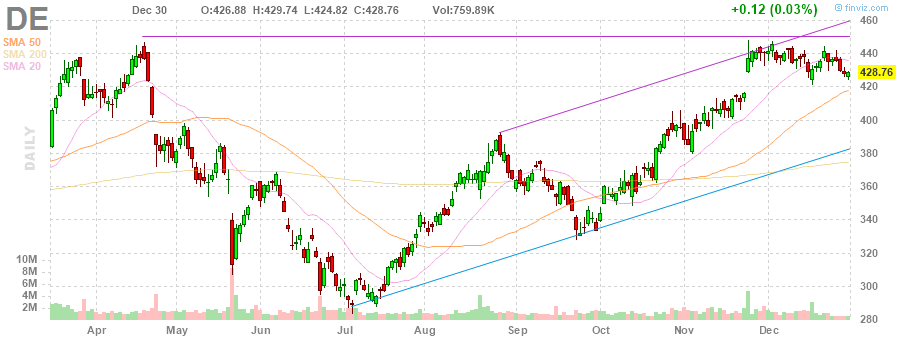 DE Dec 30 O:426.88 H:429.74 L:424.82 C:428.76 Vol:759.89K +0.12 (0.03%) © finviz.com
SMA 50
SMA 200
SMA 20
DAILY
460
440
428.76
420
400
380
360
340
320
300
280
10M
8M
6M
4M
2M
Apr May Jun Jul Aug Sep Oct Nov Dec